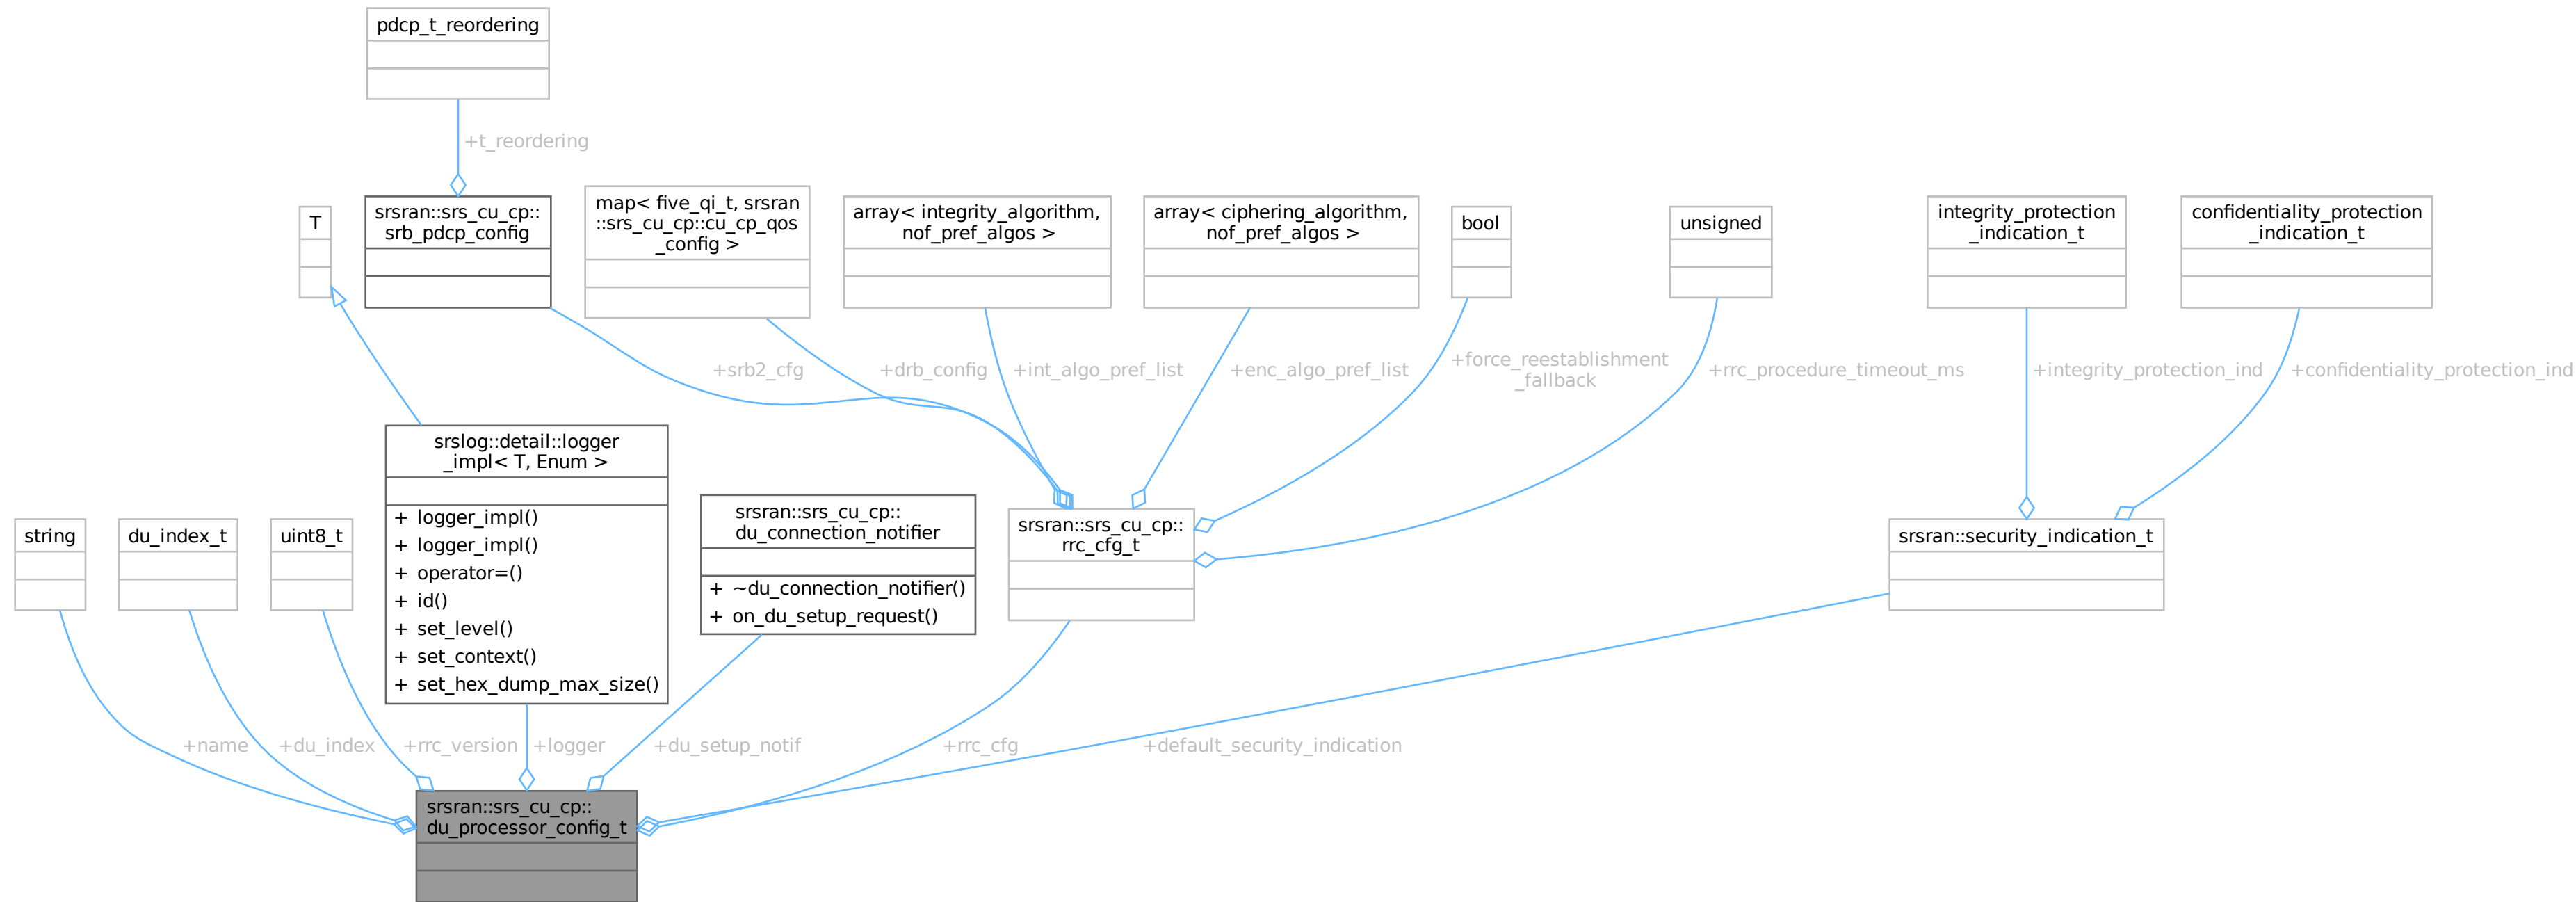 pdcp_t_reordering
+t_reordering
T
srsran::srs_cu_cp::
srb_pdcp_config
map< five_qi_t, srsran
::srs_cu_cp::cu_cp_qos
_config >
array< integrity_algorithm,
nof_pref_algos >
array< ciphering_algorithm,
nof_pref_algos >
bool
unsigned
integrity_protection
_indication_t
confidentiality_protection
_indication_t
+srb2_cfg
+drb_config
+int_algo_pref_list
+enc_algo_pref_list
+force_reestablishment
_fallback
+rrc_procedure_timeout_ms
+integrity_protection_ind
+confidentiality_protection_ind
string
du_index_t
uint8_t
srslog::detail::logger
_impl< T, Enum >
+ logger_impl()
+ logger_impl()
+ operator=()
+ id()
+ set_level()
+ set_context()
+ set_hex_dump_max_size()
srsran::srs_cu_cp::
du_connection_notifier
+ ~du_connection_notifier()
+ on_du_setup_request()
srsran::srs_cu_cp::
rrc_cfg_t
srsran::security_indication_t
+name
+du_index
+rrc_version
+logger
+du_setup_notif
+rrc_cfg
+default_security_indication
srsran::srs_cu_cp::
du_processor_config_t